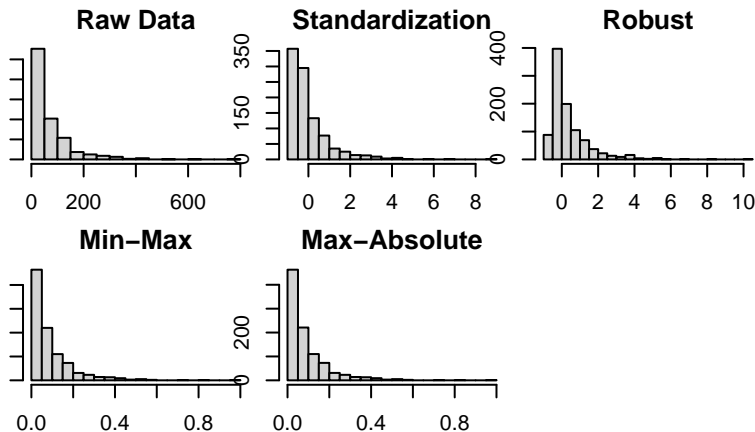 Raw Data
0 200 600
Standardization
150 350
0 2 4 6 8
Robust
0 200 400
0 2 4 6 8 10
Min−Max
0.0 0.4 0.8
Max−Absolute
0 200
0.0 0.4 0.8